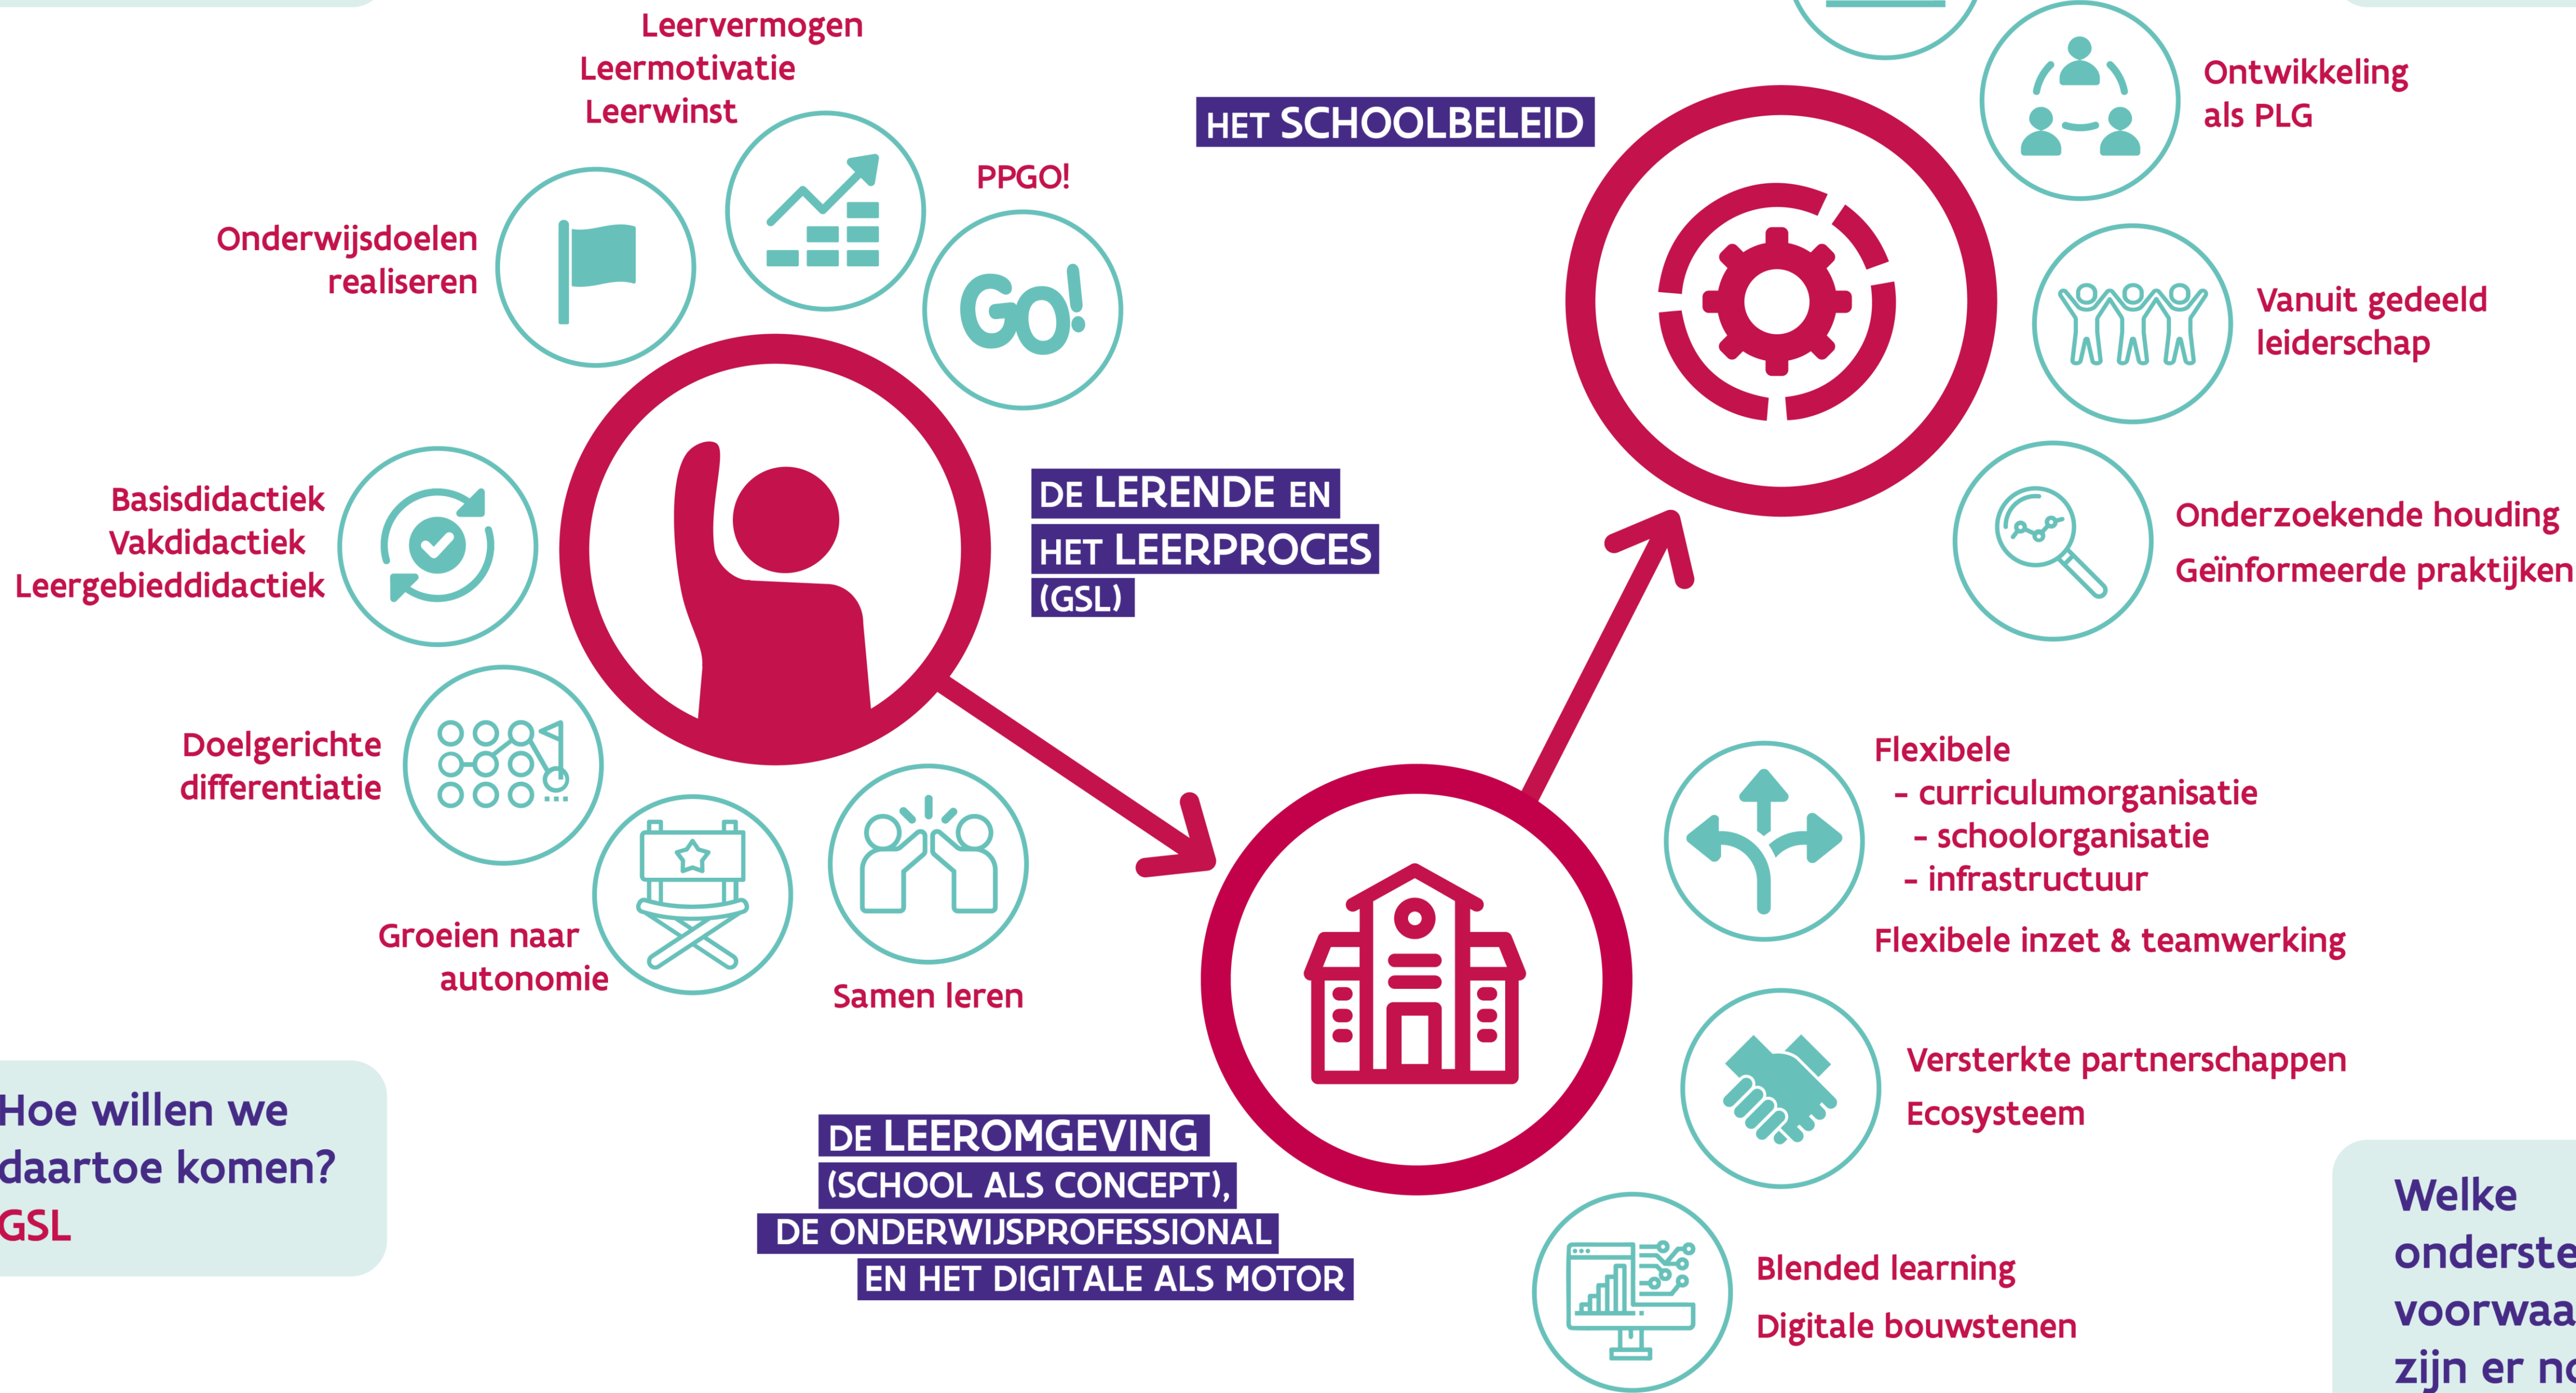 Leervermogen
Leermotivatie
Leerwinst
PPGO!
GO!
Onderwijsdoelen
realiseren
Basisdidactiek
Vakdidactiek
Leergebieddidactiek
Doelgerichte
differentiatie
Groeien naar
autonomie
Samen leren
DE LERENDE EN
HET LEERPROCES
(GSL)
HET SCHOOLBELEID
Ontwikkeling
als PLG
Vanuit gedeeld
leiderschap
Onderzoekende houding
Geïnformeerde praktijken
Flexibele
- curriculumorganisatie
- schoolorganisatie
- infrastructuur
Flexibele inzet & teamwerking
Versterkte partnerschappen
Ecosysteem
Blended learning
Digitale bouwstenen
DE LEEROMGEVING
(SCHOOL ALS CONCEPT),
DE ONDERWIJSPROFESSIONAL
EN HET DIGITALE ALS MOTOR
Hoe willen we
daartoe komen?
GSL
Welke
zijn er